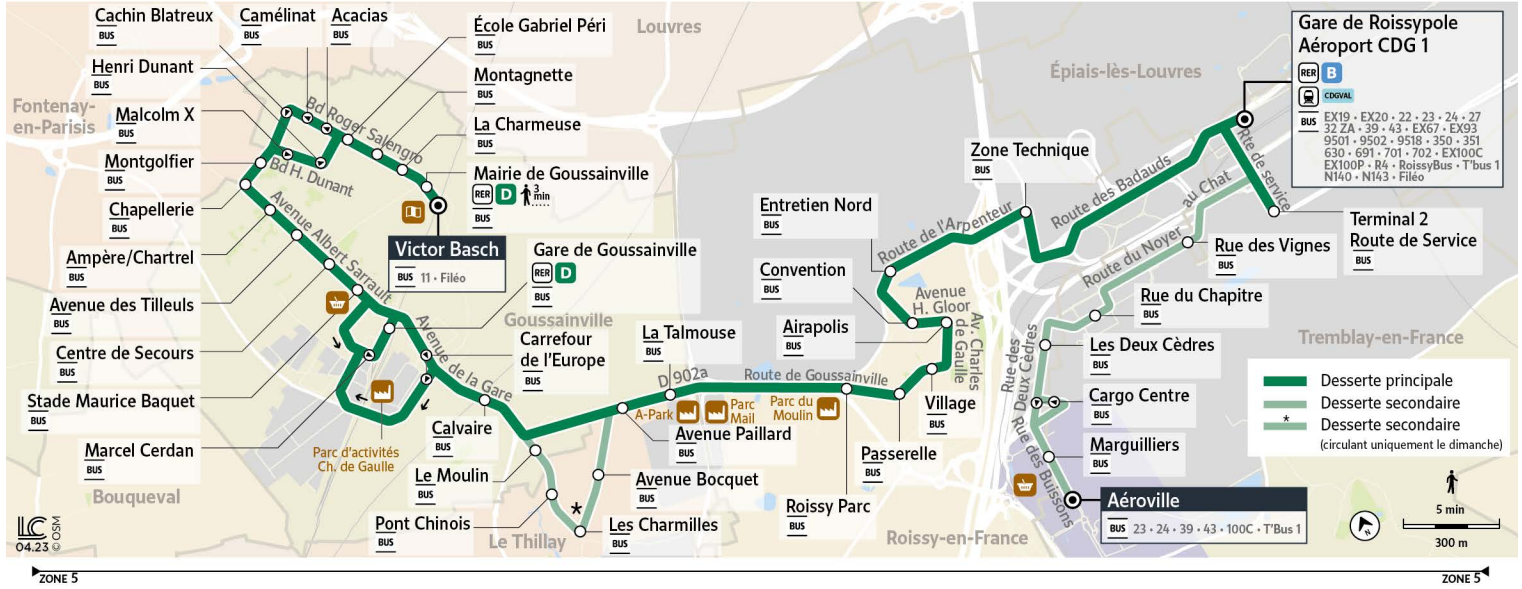 Cachin Blatreux
BUS
Camélinat
BUS
Acacias
BUS
École Gabriel Péri
BUS
Louvres
Gare de Roissypole
Aéroport CDG 1
RER B
CDGVAL
BUS
EX19 • EX20 • 22 • 23 • 24 • 27
32 ZA • 39 • 43 • EX67 • EX93
9501 • 9502 • 9518 • 350 • 351
630 • 691 • 701 • 702 • EX100C
EX100P • R4 • RoissyBus • T'bus 1
N140 • N143 • Filéo
Henri Dunant
BUS
Montagnette
BUS
Épiais-lès-Louvres
Fontenay-
en-Parisis
Malcolm X
BUS
Bd Roger Salengro
La Charmeuse
BUS
Montgolfier
BUS
Bd H. Dunant
Mairie de Goussainville
RER D 3
min
BUS
Zone Technique
BUS
Route des Badauds
Rte de service
au Chat
Chapellerie
BUS
Avenue Albert Sarrault
Victor Basch
BUS 11 • Filéo
Entretien Nord
BUS
Route de l'Arpenteur
Terminal 2
Route de Service
BUS
Ampère/Chartrel
BUS
Gare de Goussainville
RER D
BUS
Rue des Vignes
BUS
Route du Noyer
Convention
BUS
Avenue
H. Gloor
Avenue des Tilleuls
BUS
Goussainville
Rue du Chapitre
BUS
Airapolis
BUS
Av. Charles
de Gaulle
Avenue de la Gare
Carrefour
de l'Europe
BUS
La Talmouse
BUS
Rue des
Deux Cèdres
Les Deux Cèdres
BUS
Tremblay-en-France
Centre de Secours
BUS
D 902a
Route de Goussainville
Desserte principale
Desserte secondaire
*
Desserte secondaire
(circulant uniquement le dimanche)
Stade Maurice Baquet
BUS
A-Park
Parc
Mail
Parc du
Moulin
Village
BUS
Cargo Centre
BUS
Calvaire
BUS
Avenue Paillard
BUS
Marcel Cerdan
BUS
Parc d'activités
Ch. de Gaulle
Passerelle
BUS
Marguilliers
BUS
Rue des Buissons
Le Moulin
BUS
Avenue Bocquet
BUS
Bouqueval
Roissy Parc
BUS
Aéroville
BUS 23 • 24 • 39 • 43 • 100C • T'Bus 1
Pont Chinois
BUS
*
Les Charmilles
BUS
Le Thillay
Roissy-en-France
N
5 min
300 m
LC
04.23
© OSM
ZONE 5
ZONE 5